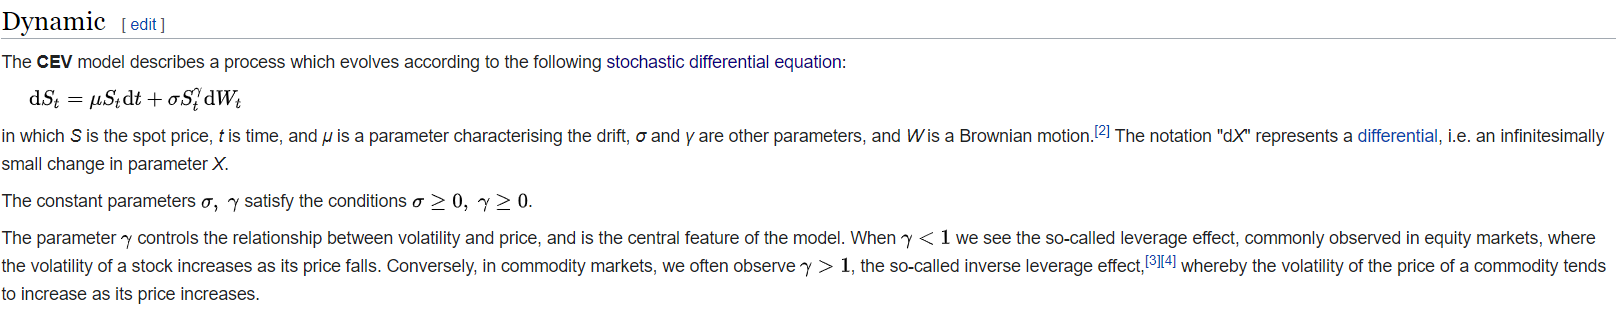 Dynamic [ edit ]
The CEV model describes a process which evolves according to the following stochastic differential equation:
dSₜ = μSₜdt + σSₜᵞdWₜ
in which S is the spot price, t is time, and μ is a parameter characterising the drift, σ and γ are other parameters, and W is a Brownian motion.[2] The notation "dX" represents a differential, i.e. an infinitesimally
small change in parameter X.
The constant parameters σ, γ satisfy the conditions σ ≥ 0, γ ≥ 0.
The parameter γ controls the relationship between volatility and price, and is the central feature of the model. When γ < 1 we see the so-called leverage effect, commonly observed in equity markets, where
the volatility of a stock increases as its price falls. Conversely, in commodity markets, we often observe γ > 1, the so-called inverse leverage effect,[3][4] whereby the volatility of the price of a commodity tends
to increase as its price increases.